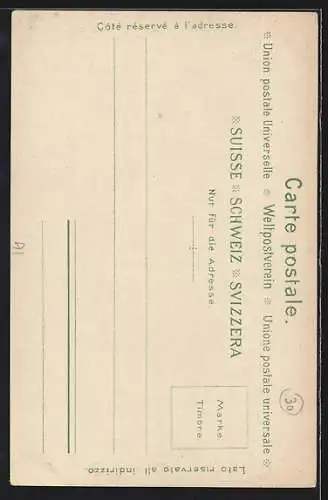 Carte postale.
※ Union postale Universelle ※ Weltpostverein ※ Unione postale universale ※
SUISSE ※ SCHWEIZ ※ SVIZZERA
Nur für die Adresse.
Côté réservé à l'adresse.
Lato riservato all indirizzo.
Marke
Timbre
30